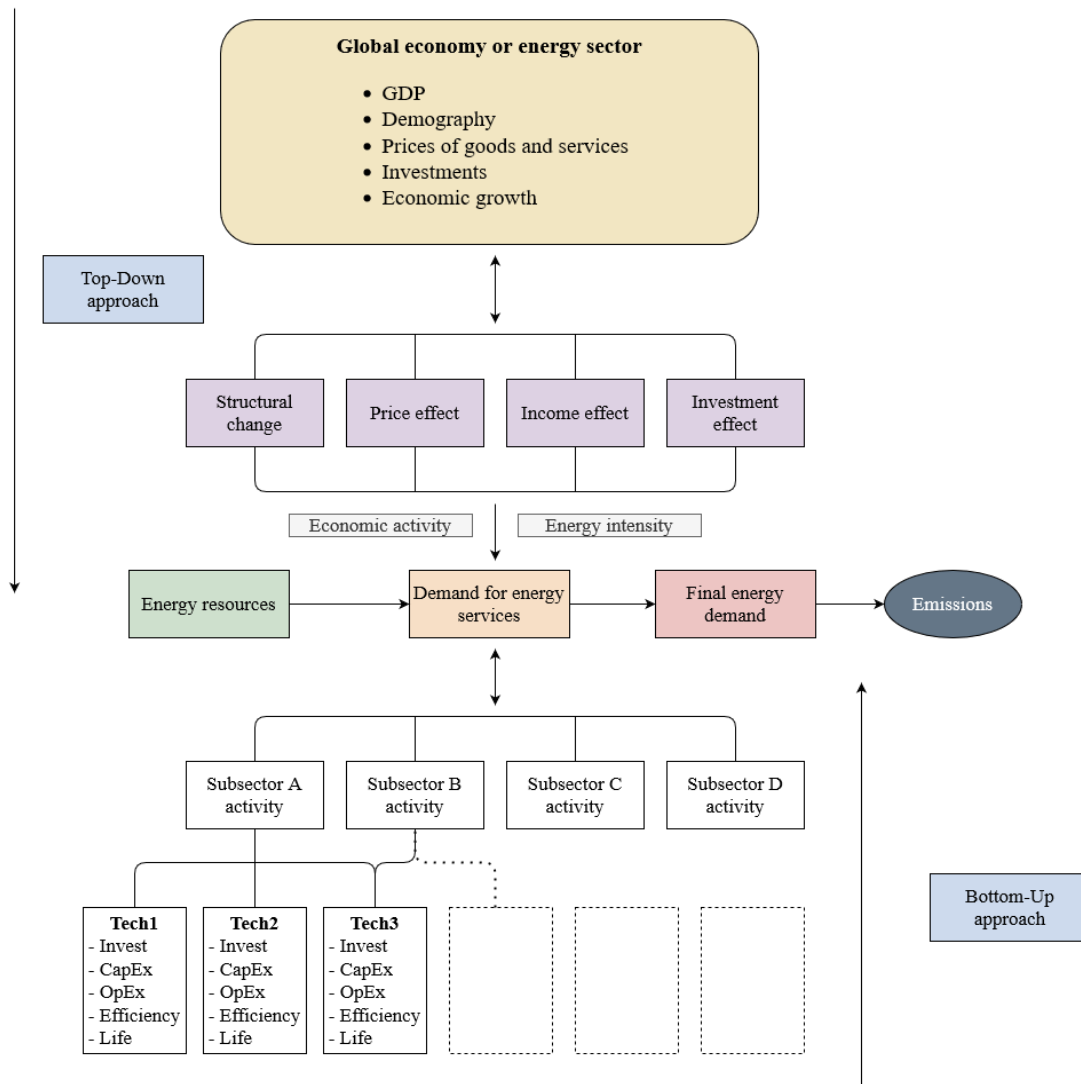 Global economy or energy sector
• GDP
• Demography
• Prices of goods and services
• Investments
• Economic growth
Top-Down
approach
Structural
change
Price effect
Income effect
Investment
effect
Economic activity
Energy intensity
Energy resources
Demand for energy
services
Final energy
demand
Emissions
Subsector A
activity
Subsector B
activity
Subsector C
activity
Subsector D
activity
Tech1
- Invest
- CapEx
- OpEx
- Efficiency
- Life
Tech2
- Invest
- CapEx
- OpEx
- Efficiency
- Life
Tech3
- Invest
- CapEx
- OpEx
- Efficiency
- Life
Bottom-Up
approach